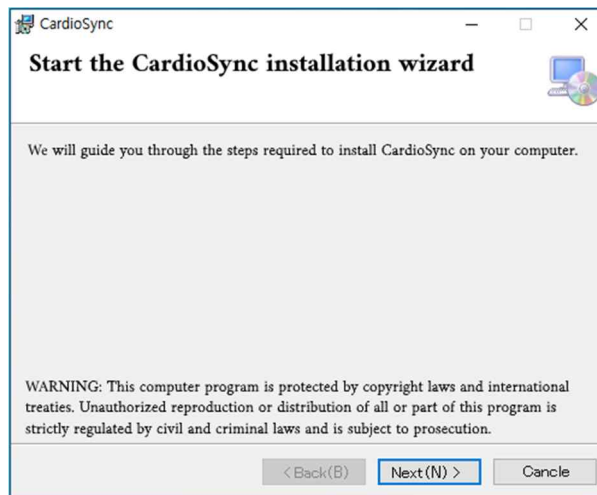 CardioSync
Start the CardioSync installation wizard
We will guide you through the steps required to install CardioSync on your computer.
WARNING: This computer program is protected by copyright laws and international
treaties. Unauthorized reproduction or distribution of all or part of this program is
strictly regulated by civil and criminal laws and is subject to prosecution.
< Back(B)
Next(N) >
Cancle